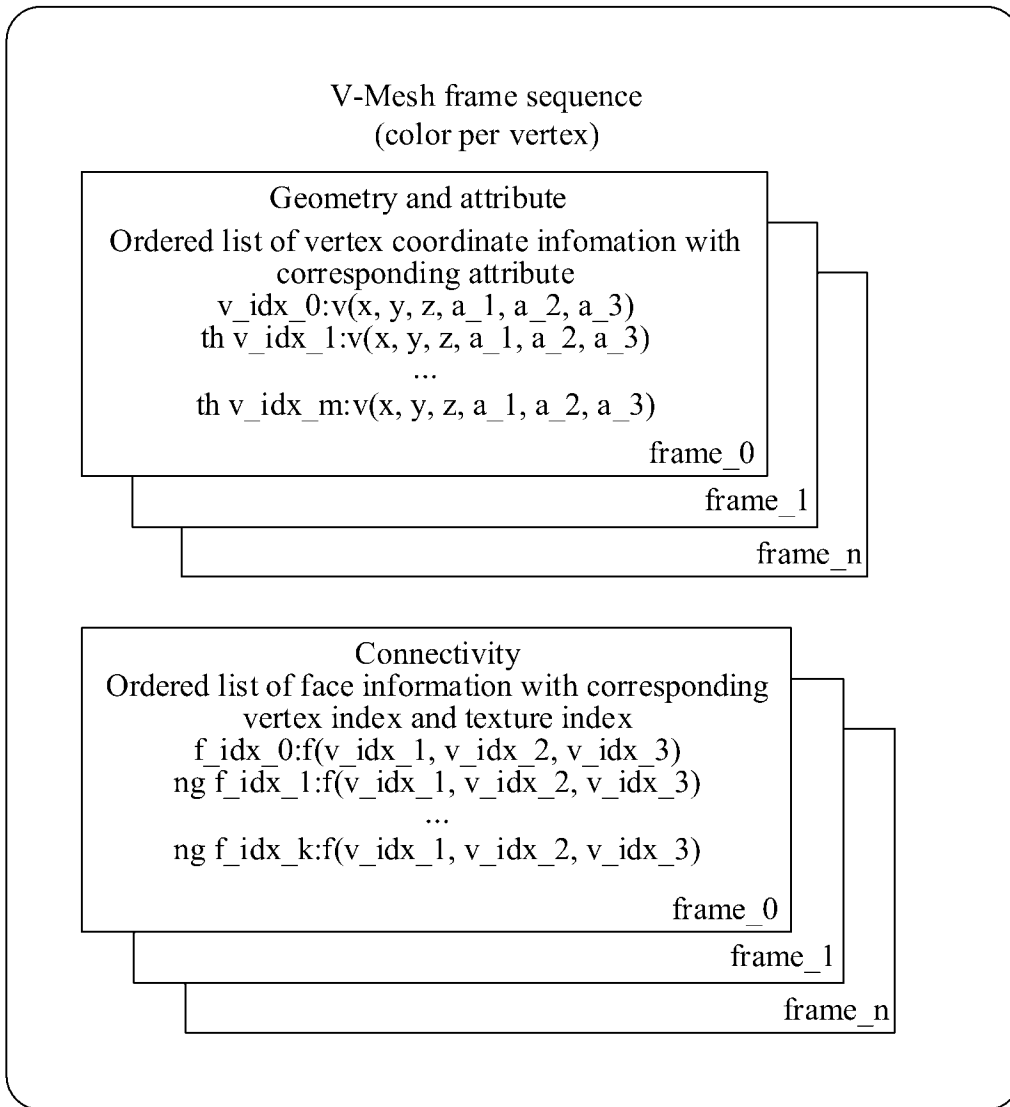 V-Mesh frame sequence
(color per vertex)
Geometry and attribute
Ordered list of vertex coordinate infomation with
corresponding attribute
v_idx_0:v(x, y, z, a_1, a_2, a_3)
th v_idx_1:v(x, y, z, a_1, a_2, a_3)
...
th v_idx_m:v(x, y, z, a_1, a_2, a_3)
frame_0
frame_1
frame_n
Connectivity
Ordered list of face information with corresponding
vertex index and texture index
f_idx_0:f(v_idx_1, v_idx_2, v_idx_3)
ng f_idx_1:f(v_idx_1, v_idx_2, v_idx_3)
...
ng f_idx_k:f(v_idx_1, v_idx_2, v_idx_3)
frame_0
frame_1
frame_n